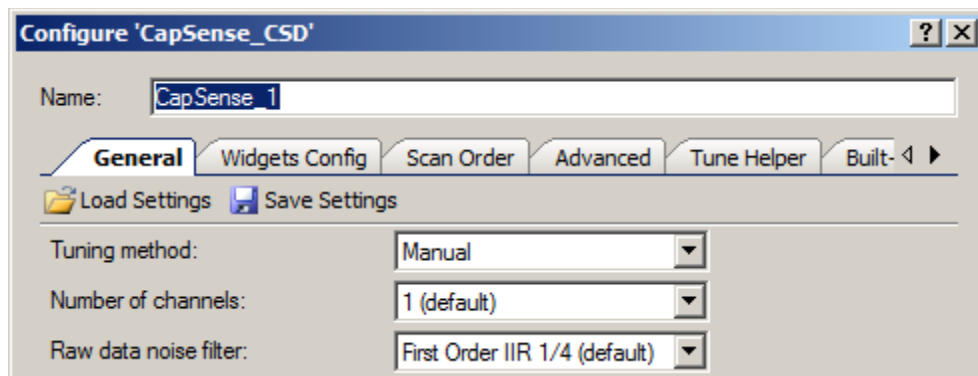 Configure 'CapSense_CSD'
Name: CapSense_1
General Widgets Config Scan Order Advanced Tune Helper Built-
Load Settings Save Settings
Tuning method: Manual
Number of channels: 1 (default)
Raw data noise filter: First Order IIR 1/4 (default)